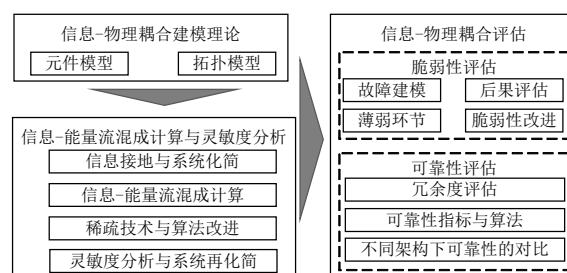 信息-物理耦合建模理论
元件模型 拓扑模型
信息-能量流混成计算与灵敏度分析
信息接地与系统化简
信息-能量流混成计算
稀疏技术与算法改进
灵敏度分析与系统再化简
信息-物理耦合评估
脆弱性评估
故障建模 后果评估
薄弱环节 脆弱性改进
可靠性评估
冗余度评估
可靠性指标与算法
不同架构下可靠性的对比